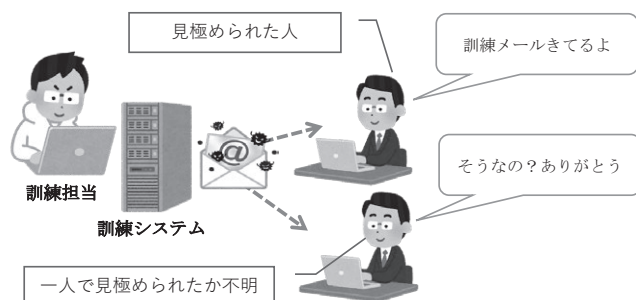 見極められた人
訓練メールきてるよ
@
訓練担当
訓練システム
そうなの？ありがとう
一人で見極められたか不明